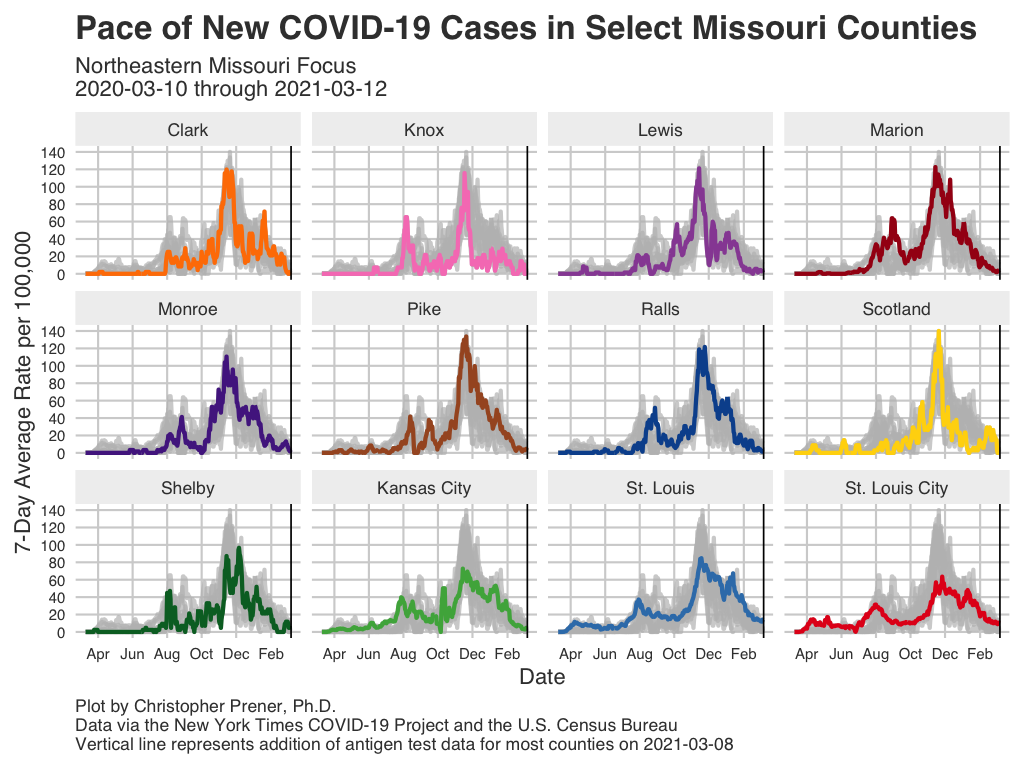 Pace of New COVID-19 Cases in Select Missouri Counties
Northeastern Missouri Focus
2020-03-10 through 2021-03-12
Clark Knox Lewis Marion
140
120
100
80
60
40
20
0
Monroe Pike Ralls Scotland
140
120
100
80
60
40
20
0
Shelby Kansas City St. Louis St. Louis City
140
120
100
80
60
40
20
0
7-Day Average Rate per 100,000
Apr Jun Aug Oct Dec Feb Apr Jun Aug Oct Dec Feb Apr Jun Aug Oct Dec Feb Apr Jun Aug Oct Dec Feb
Date
Plot by Christopher Prener, Ph.D.
Data via the New York Times COVID-19 Project and the U.S. Census Bureau
Vertical line represents addition of antigen test data for most counties on 2021-03-08